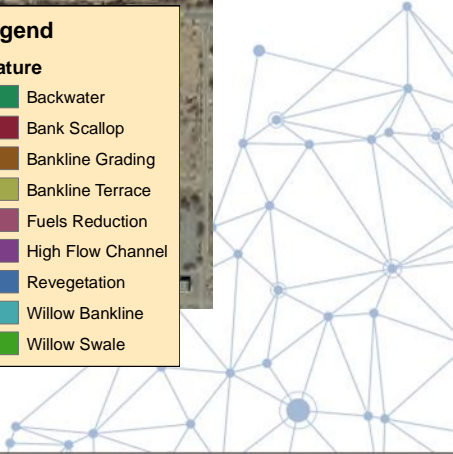 gend
ature
Backwater
Bank Scallop
Bankline Grading
Bankline Terrace
Fuels Reduction
High Flow Channel
Revegetation
Willow Bankline
Willow Swale